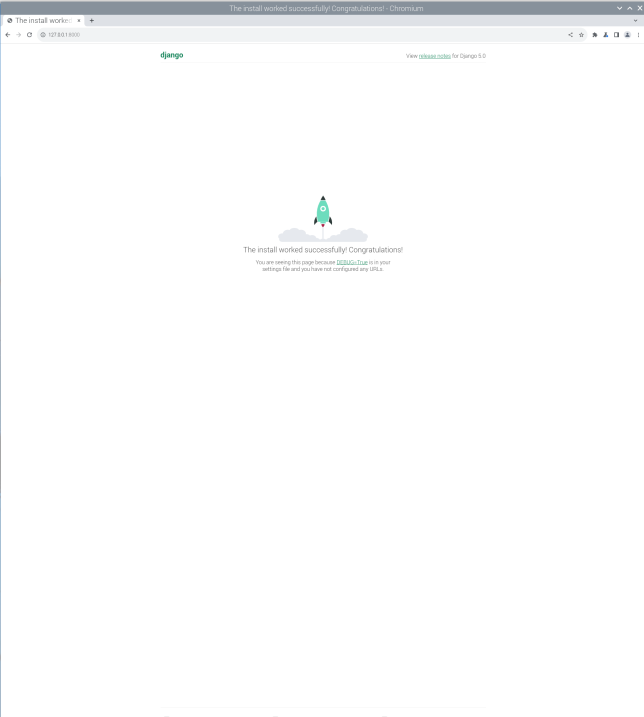 The install worked successfully! Congratulations! - Chromium
The install worked
127.0.0.1:8000
django
View release notes for Django 5.0
The install worked successfully! Congratulations!
You are seeing this page because DEBUG=True is in your
settings file and you have not configured any URLs.